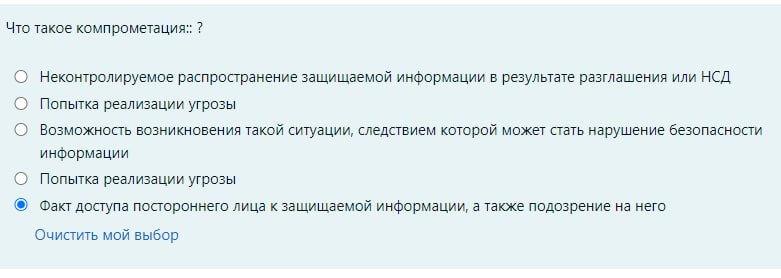 Что такое компрометация:: ?
Неконтролируемое распространение защищаемой информации в результате разглашения или НСД
Попытка реализации угрозы
Возможность возникновения такой ситуации, следствием которой может стать нарушение безопасности
информации
Попытка реализации угрозы
Факт доступа постороннего лица к защищаемой информации, а также подозрение на него
Очистить мой выбор